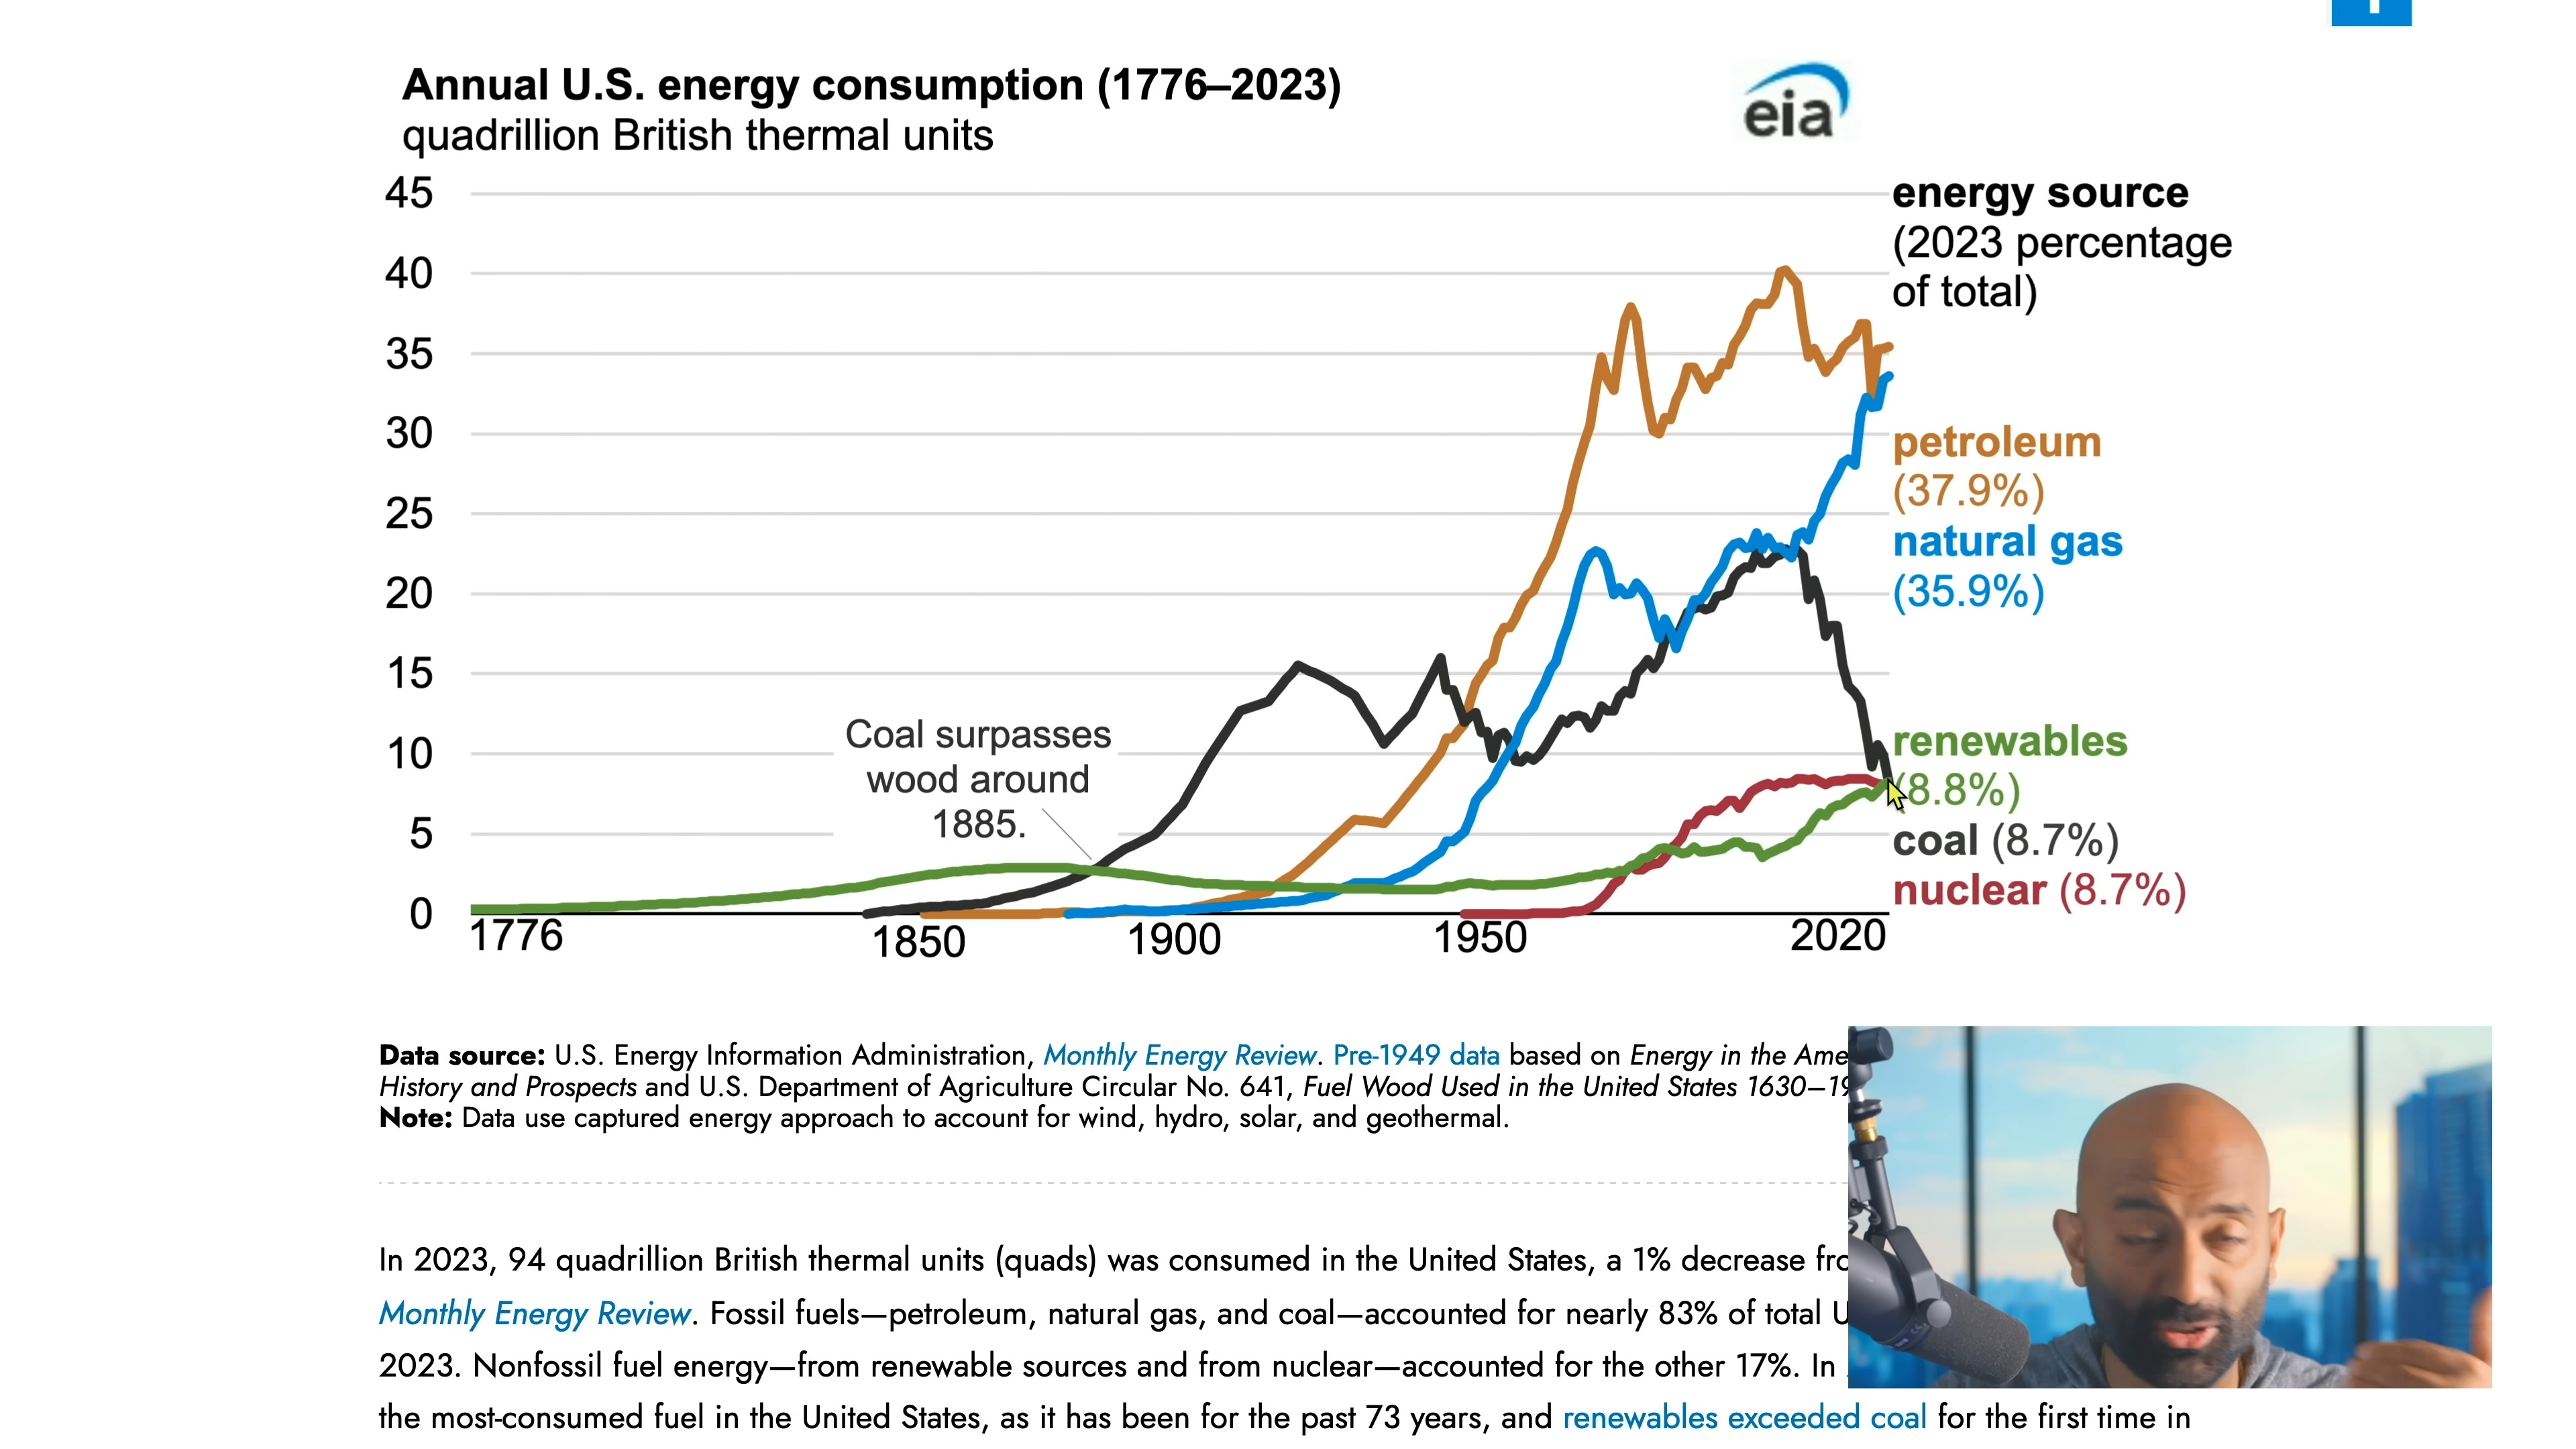 Annual U.S. energy consumption (1776–2023)
quadrillion British thermal units
eia
45
40
35
30
25
20
15
10
5
0
1776
1850
1900
1950
2020
Coal surpasses
wood around
1885.
energy source
(2023 percentage
of total)
petroleum
(37.9%)
natural gas
(35.9%)
renewables
(8.8%)
coal (8.7%)
nuclear (8.7%)
Data source: U.S. Energy Information Administration, Monthly Energy Review. Pre-1949 data based on Energy in the
History and Prospects and U.S. Department of Agriculture Circular No. 641, Fuel Wood Used in the United States
Note: Data use captured energy approach to account for wind, hydro, solar, and geothermal.
In 2023, 94 quadrillion British thermal units (quads) was consumed in the United States, a 1% decrease
Monthly Energy Review. Fossil fuels—petroleum, natural gas, and coal—accounted for nearly 83% of total
2023. Nonfossil fuel energy—from renewable sources and from nuclear—accounted for the other 17%. In
the most-consumed fuel in the United States, as it has been for the past 73 years, and renewables exceeded coal for the first time in